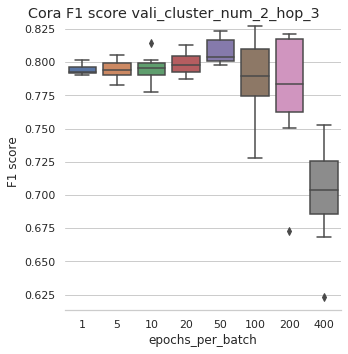 Cora F1 score vali_cluster_num_2_hop_3
0.825
0.800
0.775
0.750
0.725
0.700
0.675
0.650
0.625
F1 score
1 5 10 20 50 100 200 400
epochs_per_batch